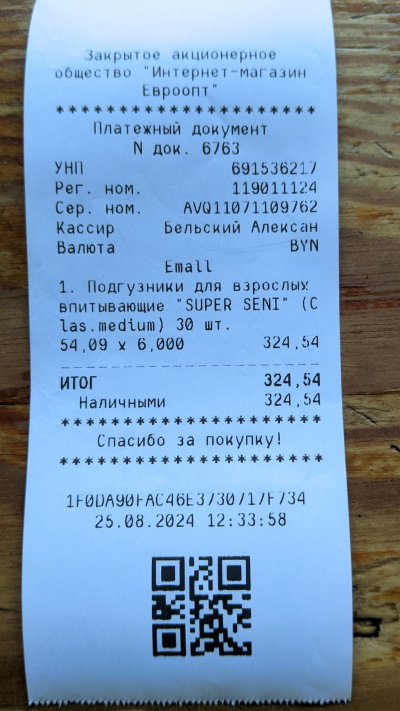 Закрытое акционерное
общество "Интернет-магазин
Евроопт"
********************
Платежный документ
N док. 6763
УНП 691536217
Рег. ном. 119011124
Сер. ном. AVQ11071109762
Кассир Бельский Алексан
Валюта BYN
Emall
1. Подгузники для взрослых
впитывающие "SUPER SENI" (C
las.medium) 30 шт.
54,09 x 6,000 324,54
ИТОГ 324,54
Наличными 324,54
********************
Спасибо за покупку!
********************
1F0DA90FAC46E3730717F734
25.08.2024 12:33:58